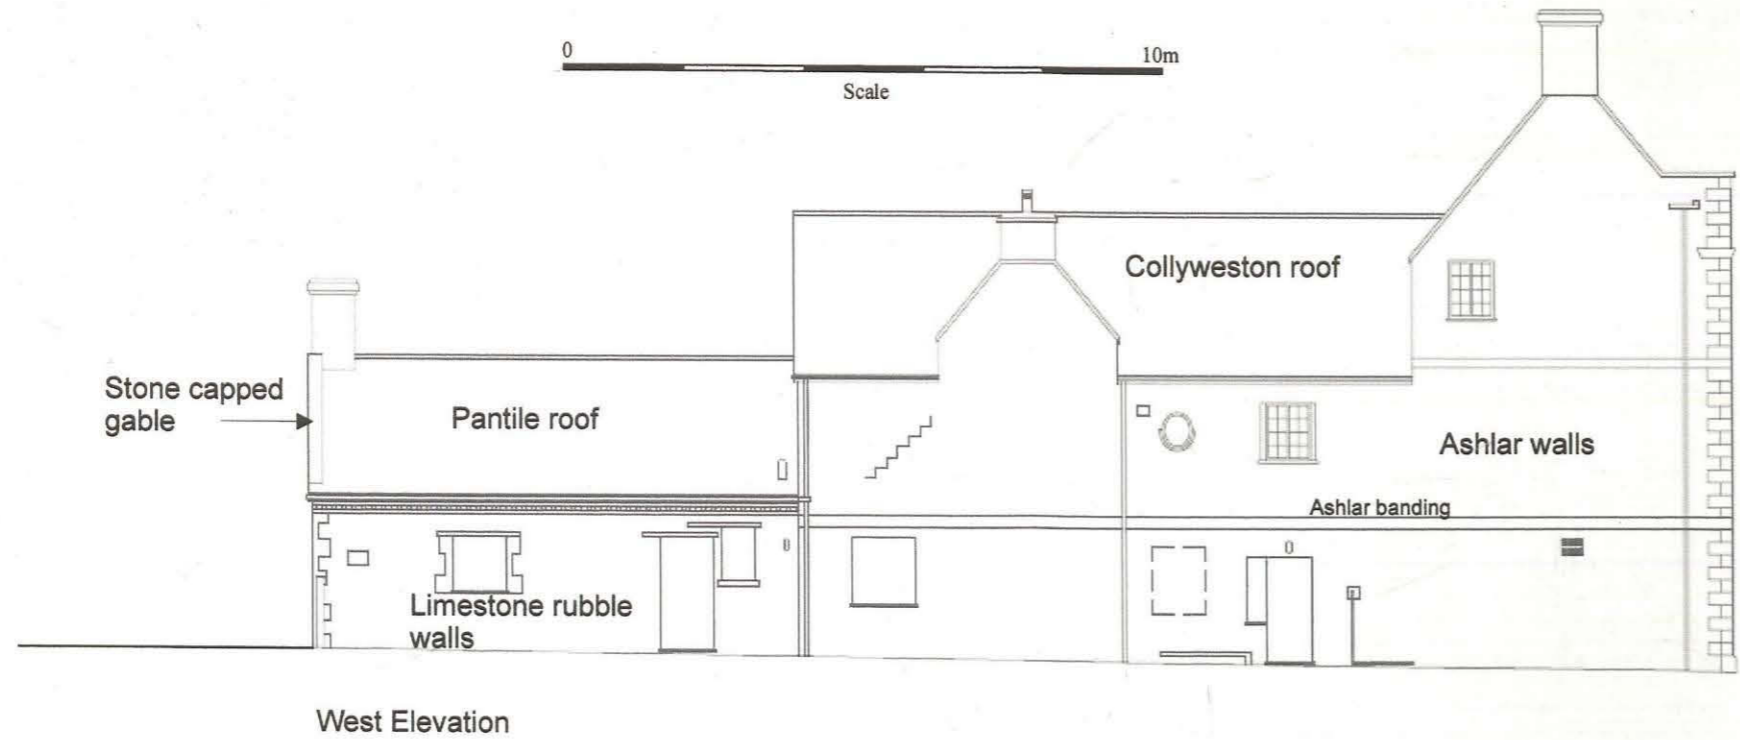 0 10m
Scale
Collyweston roof
Stone capped
gable
Pantile roof
Ashlar walls
Ashlar banding
Limestone rubble
walls
West Elevation